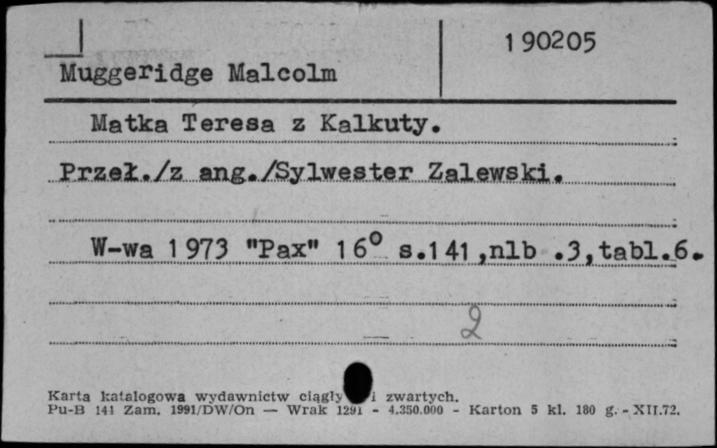 190205
Muggeridge Malcolm
Matka Teresa z Kalkuty.
Przeł./z ang./Sylwester Zalewski.
W-wa 1973 "Pax" 16° s.141,nlb .3,tabl.6.
2
Karta katalogowa wydawnictw ciągły i zwartych.
Pu-B 141 Zam. 1991/DW/On — Wrak 1291 - 4.350.000 - Karton 5 kl. 180 g. - XII.72.